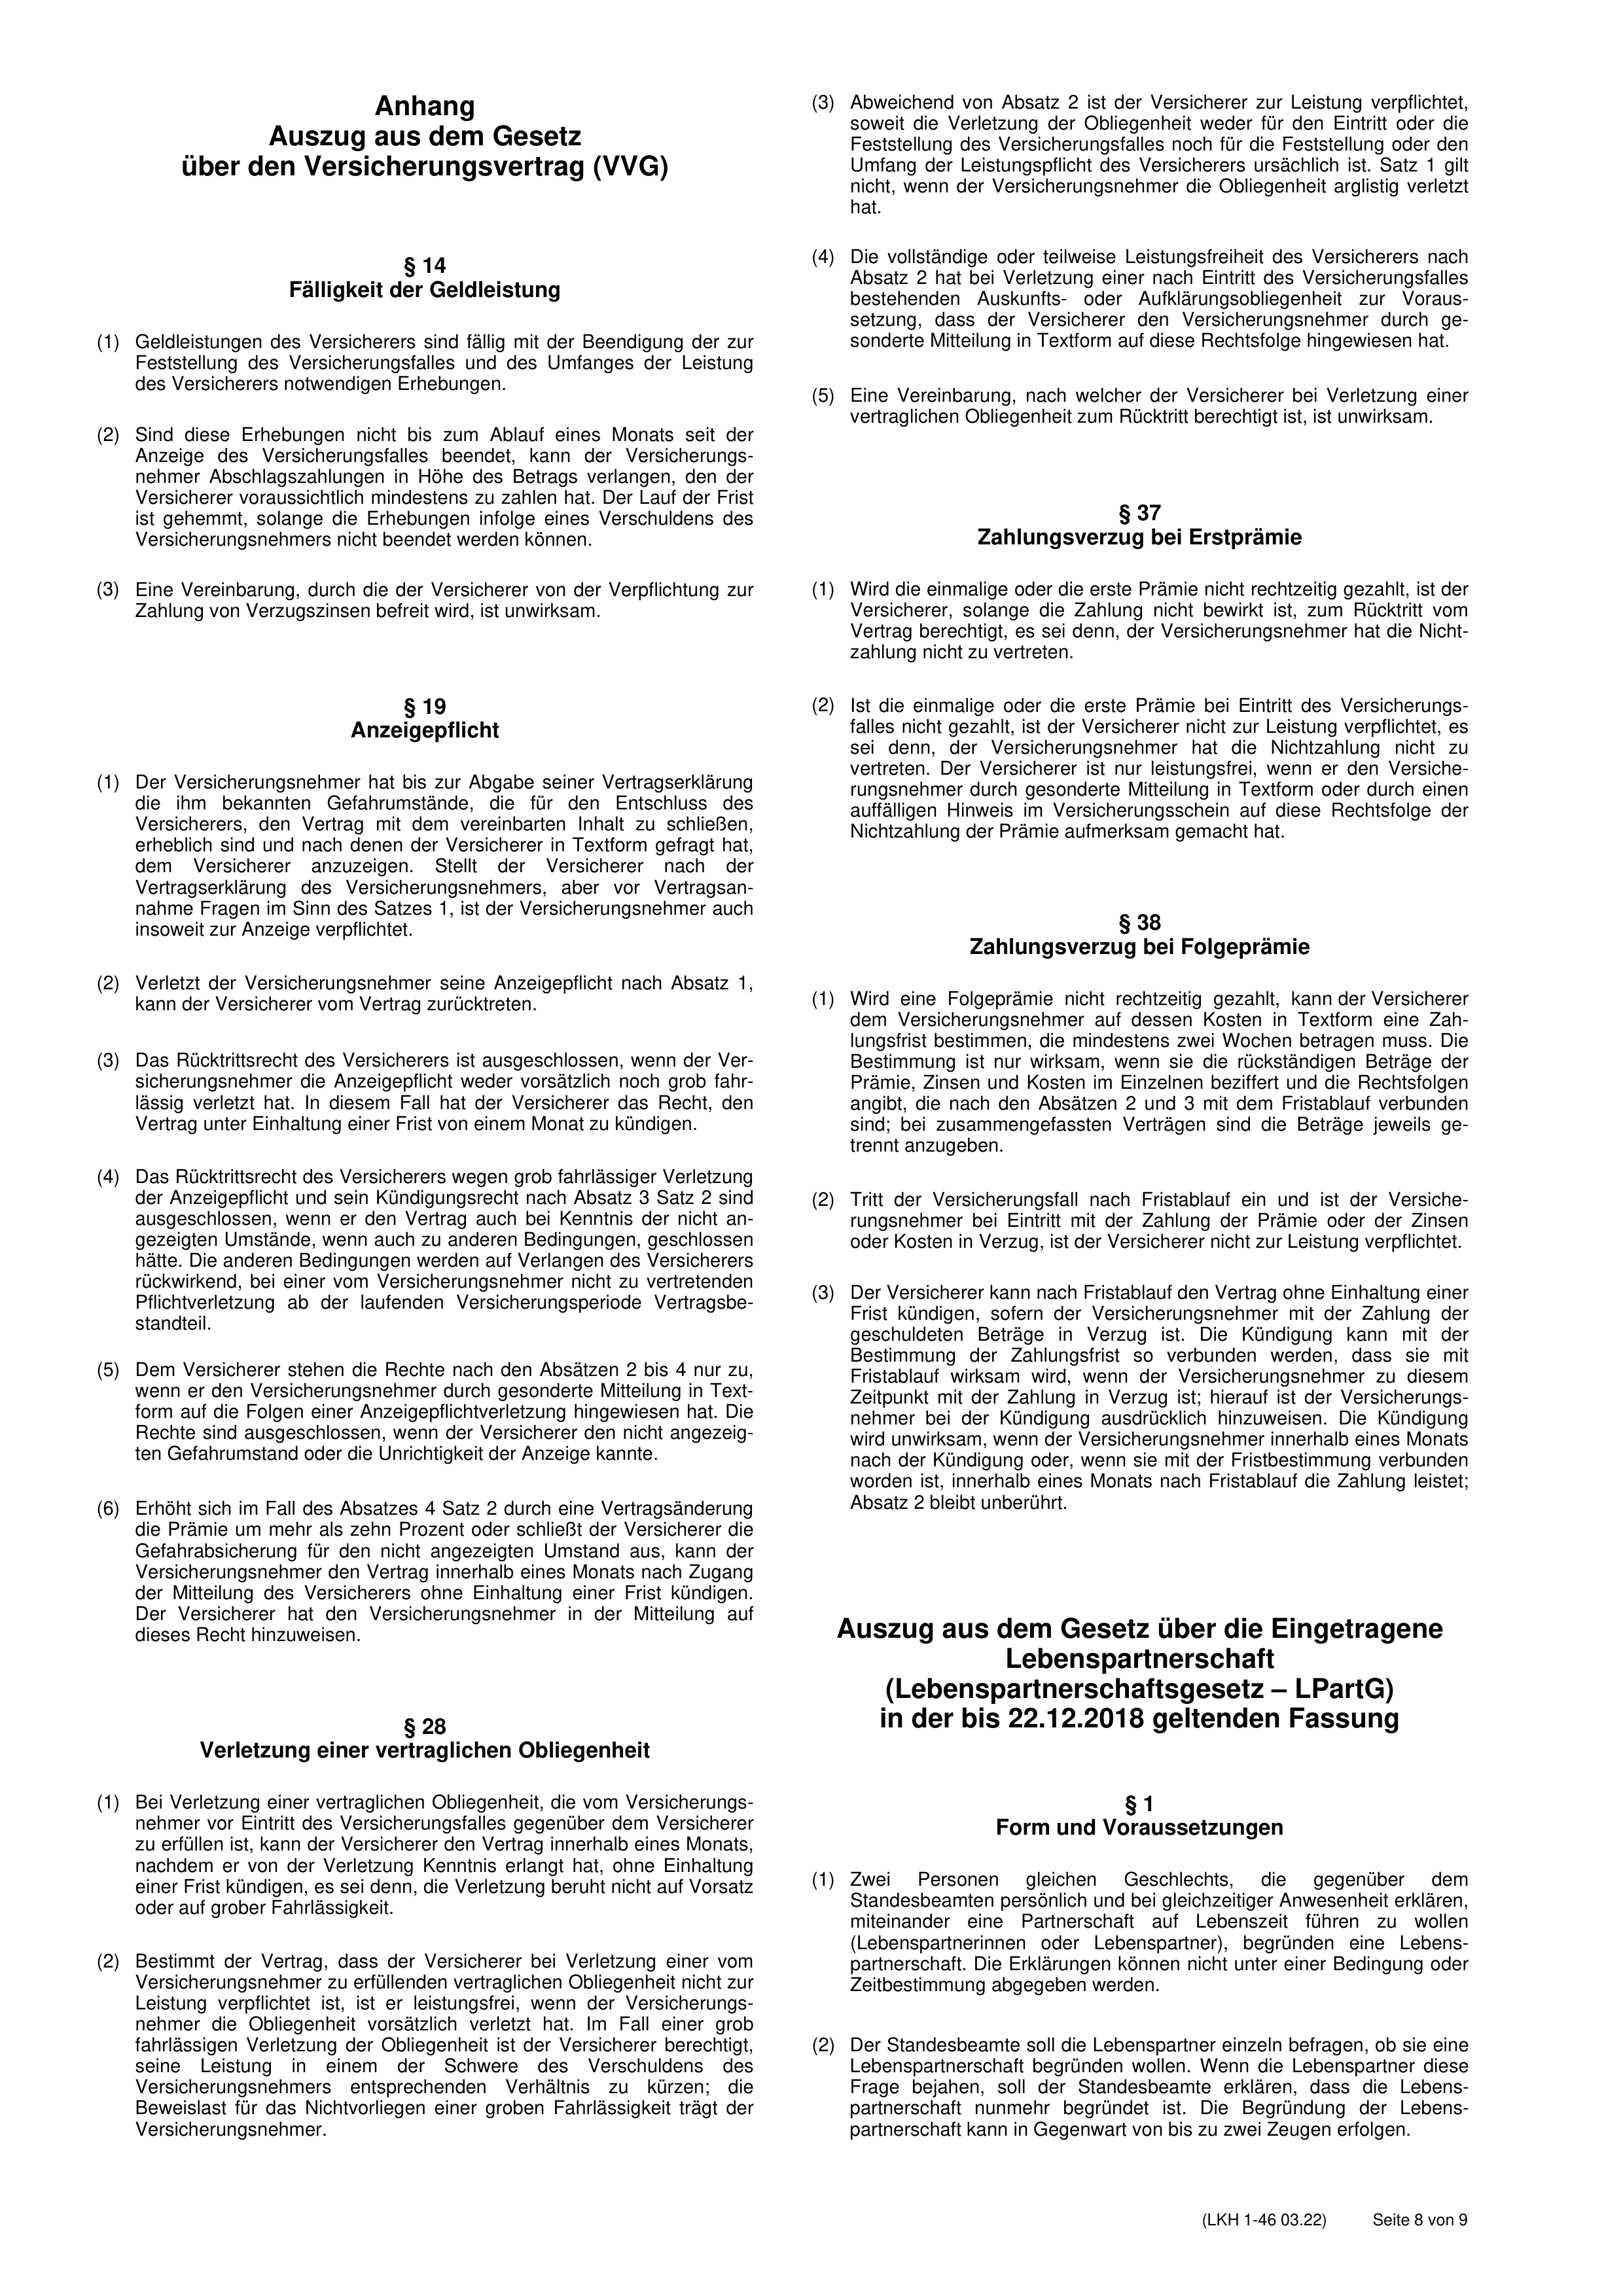 Anhang
Auszug aus dem Gesetz
über den Versicherungsvertrag (VVG)
§ 14
Fälligkeit der Geldleistung
(1) Geldleistungen des Versicherers sind fällig mit der Beendigung der zur
Feststellung des Versicherungsfalles und des Umfanges der Leistung
des Versicherers notwendigen Erhebungen.
(2) Sind diese Erhebungen nicht bis zum Ablauf eines Monats seit der
Anzeige des Versicherungsfalles beendet, kann der Versicherungs-
nehmer Abschlagszahlungen in Höhe des Betrags verlangen, den der
Versicherer voraussichtlich mindestens zu zahlen hat. Der Lauf der Frist
ist gehemmt, solange die Erhebungen infolge eines Verschuldens des
Versicherungsnehmers nicht beendet werden können.
(3) Eine Vereinbarung, durch die der Versicherer von der Verpflichtung zur
Zahlung von Verzugszinsen befreit wird, ist unwirksam.
§ 19
Anzeigepflicht
(1) Der Versicherungsnehmer hat bis zur Abgabe seiner Vertragserklärung
die ihm bekannten Gefahrumstände, die für den Entschluss des
Versicherers, den Vertrag mit dem vereinbarten Inhalt zu schließen,
erheblich sind und nach denen der Versicherer in Textform gefragt hat,
dem Versicherer anzuzeigen. Stellt der Versicherer nach der
Vertragserklärung des Versicherungsnehmers, aber vor Vertragsan-
nahme Fragen im Sinn des Satzes 1, ist der Versicherungsnehmer auch
insoweit zur Anzeige verpflichtet.
(2) Verletzt der Versicherungsnehmer seine Anzeigepflicht nach Absatz 1,
kann der Versicherer vom Vertrag zurücktreten.
(3) Das Rücktrittsrecht des Versicherers ist ausgeschlossen, wenn der Ver-
sicherungsnehmer die Anzeigepflicht weder vorsätzlich noch grob fahr-
lässig verletzt hat. In diesem Fall hat der Versicherer das Recht, den
Vertrag unter Einhaltung einer Frist von einem Monat zu kündigen.
(4) Das Rücktrittsrecht des Versicherers wegen grob fahrlässiger Verletzung
der Anzeigepflicht und sein Kündigungsrecht nach Absatz 3 Satz 2 sind
ausgeschlossen, wenn er den Vertrag auch bei Kenntnis der nicht an-
gezeigten Umstände, wenn auch zu anderen Bedingungen, geschlossen
hätte. Die anderen Bedingungen werden auf Verlangen des Versicherers
rückwirkend, bei einer vom Versicherungsnehmer nicht zu vertretenden
Pflichtverletzung ab der laufenden Versicherungsperiode Vertragsbe-
standteil.
(5) Dem Versicherer stehen die Rechte nach den Absätzen 2 bis 4 nur zu,
wenn er den Versicherungsnehmer durch gesonderte Mitteilung in Text-
form auf die Folgen einer Anzeigepflichtverletzung hingewiesen hat. Die
Rechte sind ausgeschlossen, wenn der Versicherer den nicht angezeig-
ten Gefahrumstand oder die Unrichtigkeit der Anzeige kannte.
(6) Erhöht sich im Fall des Absatzes 4 Satz 2 durch eine Vertragsänderung
die Prämie um mehr als zehn Prozent oder schließt der Versicherer die
Gefahrabsicherung für den nicht angezeigten Umstand aus, kann der
Versicherungsnehmer den Vertrag innerhalb eines Monats nach Zugang
der Mitteilung des Versicherers ohne Einhaltung einer Frist kündigen.
Der Versicherer hat den Versicherungsnehmer in der Mitteilung auf
dieses Recht hinzuweisen.
§ 28
Verletzung einer vertraglichen Obliegenheit
(1) Bei Verletzung einer vertraglichen Obliegenheit, die vom Versicherungs-
nehmer vor Eintritt des Versicherungsfalles gegenüber dem Versicherer
zu erfüllen ist, kann der Versicherer den Vertrag innerhalb eines Monats,
nachdem er von der Verletzung Kenntnis erlangt hat, ohne Einhaltung
einer Frist kündigen, es sei denn, die Verletzung beruht nicht auf Vorsatz
oder auf grober Fahrlässigkeit.
(2) Bestimmt der Vertrag, dass der Versicherer bei Verletzung einer vom
Versicherungsnehmer zu erfüllenden vertraglichen Obliegenheit nicht zur
Leistung verpflichtet ist, ist er leistungsfrei, wenn der Versicherungs-
nehmer die Obliegenheit vorsätzlich verletzt hat. Im Fall einer grob
fahrlässigen Verletzung der Obliegenheit ist der Versicherer berechtigt,
seine Leistung in einem der Schwere des Verschuldens des
Versicherungsnehmers entsprechenden Verhältnis zu kürzen; die
Beweislast für das Nichtvorliegen einer groben Fahrlässigkeit trägt der
Versicherungsnehmer.
(3) Abweichend von Absatz 2 ist der Versicherer zur Leistung verpflichtet,
soweit die Verletzung der Obliegenheit weder für den Eintritt oder die
Feststellung des Versicherungsfalles noch für die Feststellung oder den
Umfang der Leistungspflicht des Versicherers ursächlich ist. Satz 1 gilt
nicht, wenn der Versicherungsnehmer die Obliegenheit arglistig verletzt
hat.
(4) Die vollständige oder teilweise Leistungsfreiheit des Versicherers nach
Absatz 2 hat bei Verletzung einer nach Eintritt des Versicherungsfalles
bestehenden Auskunfts- oder Aufklärungsobliegenheit zur Voraus-
setzung, dass der Versicherer den Versicherungsnehmer durch ge-
sonderte Mitteilung in Textform auf diese Rechtsfolge hingewiesen hat.
(5) Eine Vereinbarung, nach welcher der Versicherer bei Verletzung einer
vertraglichen Obliegenheit zum Rücktritt berechtigt ist, ist unwirksam.
§ 37
Zahlungsverzug bei Erstprämie
(1) Wird die einmalige oder die erste Prämie nicht rechtzeitig gezahlt, ist der
Versicherer, solange die Zahlung nicht bewirkt ist, zum Rücktritt vom
Vertrag berechtigt, es sei denn, der Versicherungsnehmer hat die Nicht-
zahlung nicht zu vertreten.
(2) Ist die einmalige oder die erste Prämie bei Eintritt des Versicherungs-
falles nicht gezahlt, ist der Versicherer nicht zur Leistung verpflichtet, es
sei denn, der Versicherungsnehmer hat die Nichtzahlung nicht zu
vertreten. Der Versicherer ist nur leistungsfrei, wenn er den Versiche-
rungsnehmer durch gesonderte Mitteilung in Textform oder durch einen
auffälligen Hinweis im Versicherungsschein auf diese Rechtsfolge der
Nichtzahlung der Prämie aufmerksam gemacht hat.
§ 38
Zahlungsverzug bei Folgeprämie
(1) Wird eine Folgeprämie nicht rechtzeitig gezahlt, kann der Versicherer
dem Versicherungsnehmer auf dessen Kosten in Textform eine Zah-
lungsfrist bestimmen, die mindestens zwei Wochen betragen muss. Die
Bestimmung ist nur wirksam, wenn sie die rückständigen Beträge der
Prämie, Zinsen und Kosten im Einzelnen beziffert und die Rechtsfolgen
angibt, die nach den Absätzen 2 und 3 mit dem Fristablauf verbunden
sind; bei zusammengefassten Verträgen sind die Beträge jeweils ge-
trennt anzugeben.
(2) Tritt der Versicherungsfall nach Fristablauf ein und ist der Versiche-
rungsnehmer bei Eintritt mit der Zahlung der Prämie oder der Zinsen
oder Kosten in Verzug, ist der Versicherer nicht zur Leistung verpflichtet.
(3) Der Versicherer kann nach Fristablauf den Vertrag ohne Einhaltung einer
Frist kündigen, sofern der Versicherungsnehmer mit der Zahlung der
geschuldeten Beträge in Verzug ist. Die Kündigung kann mit der
Bestimmung der Zahlungsfrist so verbunden werden, dass sie mit
Fristablauf wirksam wird, wenn der Versicherungsnehmer zu diesem
Zeitpunkt mit der Zahlung in Verzug ist; hierauf ist der Versicherungs-
nehmer bei der Kündigung ausdrücklich hinzuweisen. Die Kündigung
wird unwirksam, wenn der Versicherungsnehmer innerhalb eines Monats
nach der Kündigung oder, wenn sie mit der Fristbestimmung verbunden
worden ist, innerhalb eines Monats nach Fristablauf die Zahlung leistet;
Absatz 2 bleibt unberührt.
Auszug aus dem Gesetz über die Eingetragene
Lebenspartnerschaft
(Lebenspartnerschaftsgesetz – LPartG)
in der bis 22.12.2018 geltenden Fassung
§ 1
Form und Voraussetzungen
(1) Zwei Personen gleichen Geschlechts, die gegenüber dem
Standesbeamten persönlich und bei gleichzeitiger Anwesenheit erklären,
miteinander eine Partnerschaft auf Lebenszeit führen zu wollen
(Lebenspartnerinnen oder Lebenspartner), begründen eine Lebens-
partnerschaft. Die Erklärungen können nicht unter einer Bedingung oder
Zeitbestimmung abgegeben werden.
(2) Der Standesbeamte soll die Lebenspartner einzeln befragen, ob sie eine
Lebenspartnerschaft begründen wollen. Wenn die Lebenspartner diese
Frage bejahen, soll der Standesbeamte erklären, dass die Lebens-
partnerschaft nunmehr begründet ist. Die Begründung der Lebens-
partnerschaft kann in Gegenwart von bis zu zwei Zeugen erfolgen.
(LKH 1-46 03.22) Seite 8 von 9